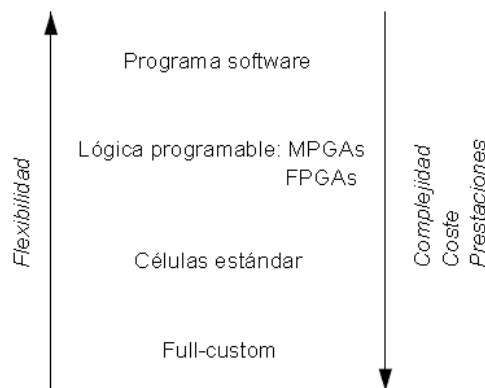 Programa software
Lógica programable: MPGAs
FPGAs
Células estándar
Full-custom
Flexibilidad
Complejidad
Coste
Prestaciones